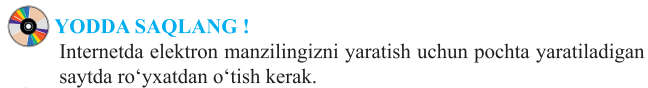 YODDA SAQLANG !
Internetda elektron manzilingizni yaratish uchun pochta yaratiladigan
saytda ro‘yxatdan o‘tish kerak.